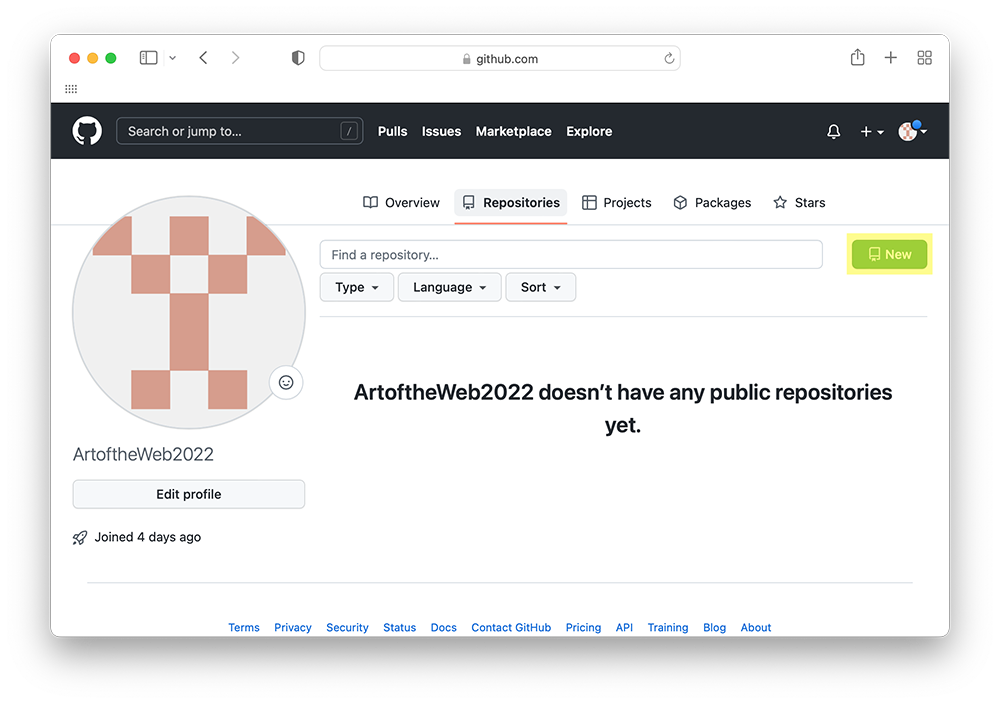 github.com
Search or jump to... /
Pulls Issues Marketplace Explore
Overview Repositories Projects Packages Stars
Find a repository... New
Type Language Sort
ArtoftheWeb2022 doesn’t have any public repositories
yet.
ArtoftheWeb2022
Edit profile
Joined 4 days ago
Terms Privacy Security Status Docs Contact GitHub Pricing API Training Blog About